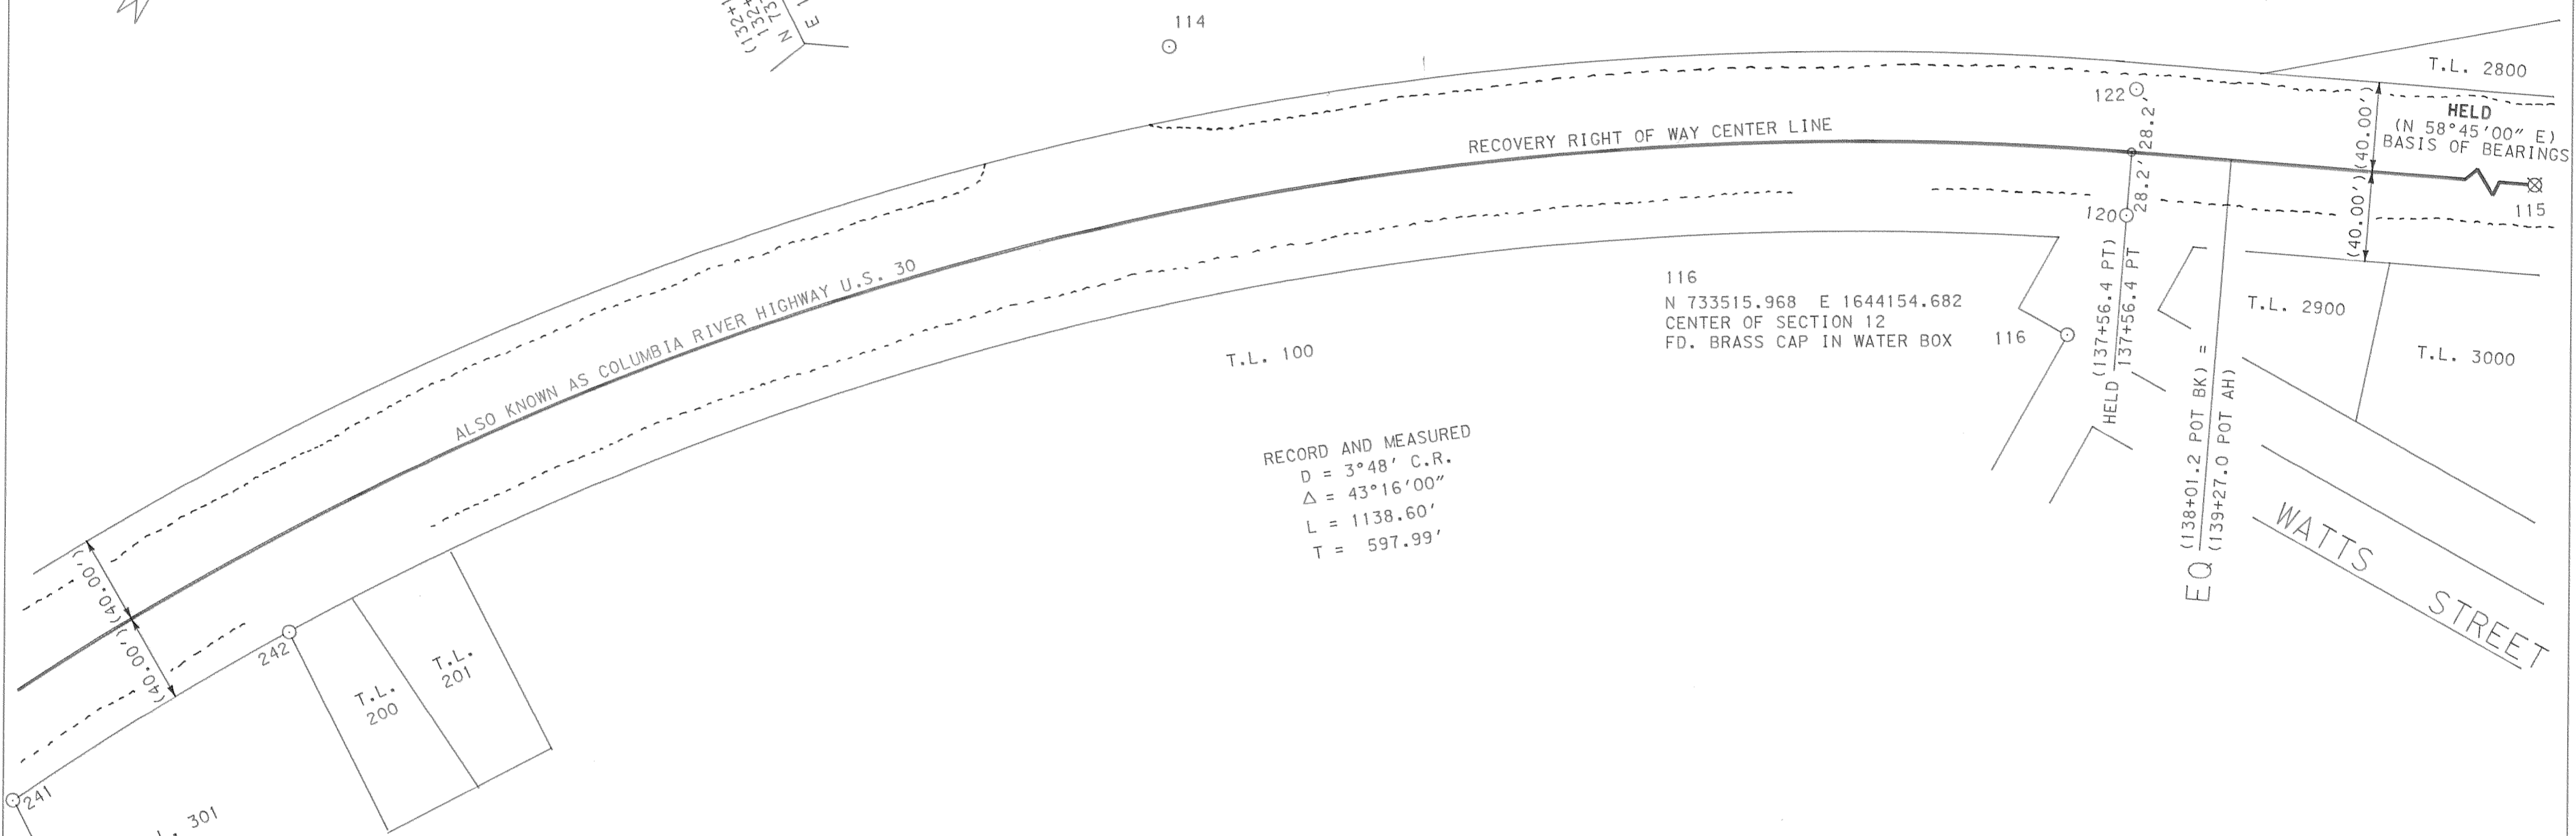 (132+1
132+
N 73
E 1
114
T.L. 2800
122
28.2'
(40.00')
HELD
(N 58°45'00" E)
BASIS OF BEARINGS
RECOVERY RIGHT OF WAY CENTER LINE
28.2'
120
(40.00')
115
ALSO KNOWN AS COLUMBIA RIVER HIGHWAY U.S. 30
116
N 733515.968 E 1644154.682
CENTER OF SECTION 12
FD. BRASS CAP IN WATER BOX
116
HELD (137+56.4 PT)
137+56.4 PT
T.L. 2900
T.L. 3000
T.L. 100
EQ (138+01.2 POT BK) =
(139+27.0 POT AH)
RECORD AND MEASURED
D = 3°48' C.R.
Δ = 43°16'00"
L = 1138.60'
T = 597.99'
WATTS STREET
(40.00')
(40.00')
242
T.L.
200
T.L.
201
241
L. 301